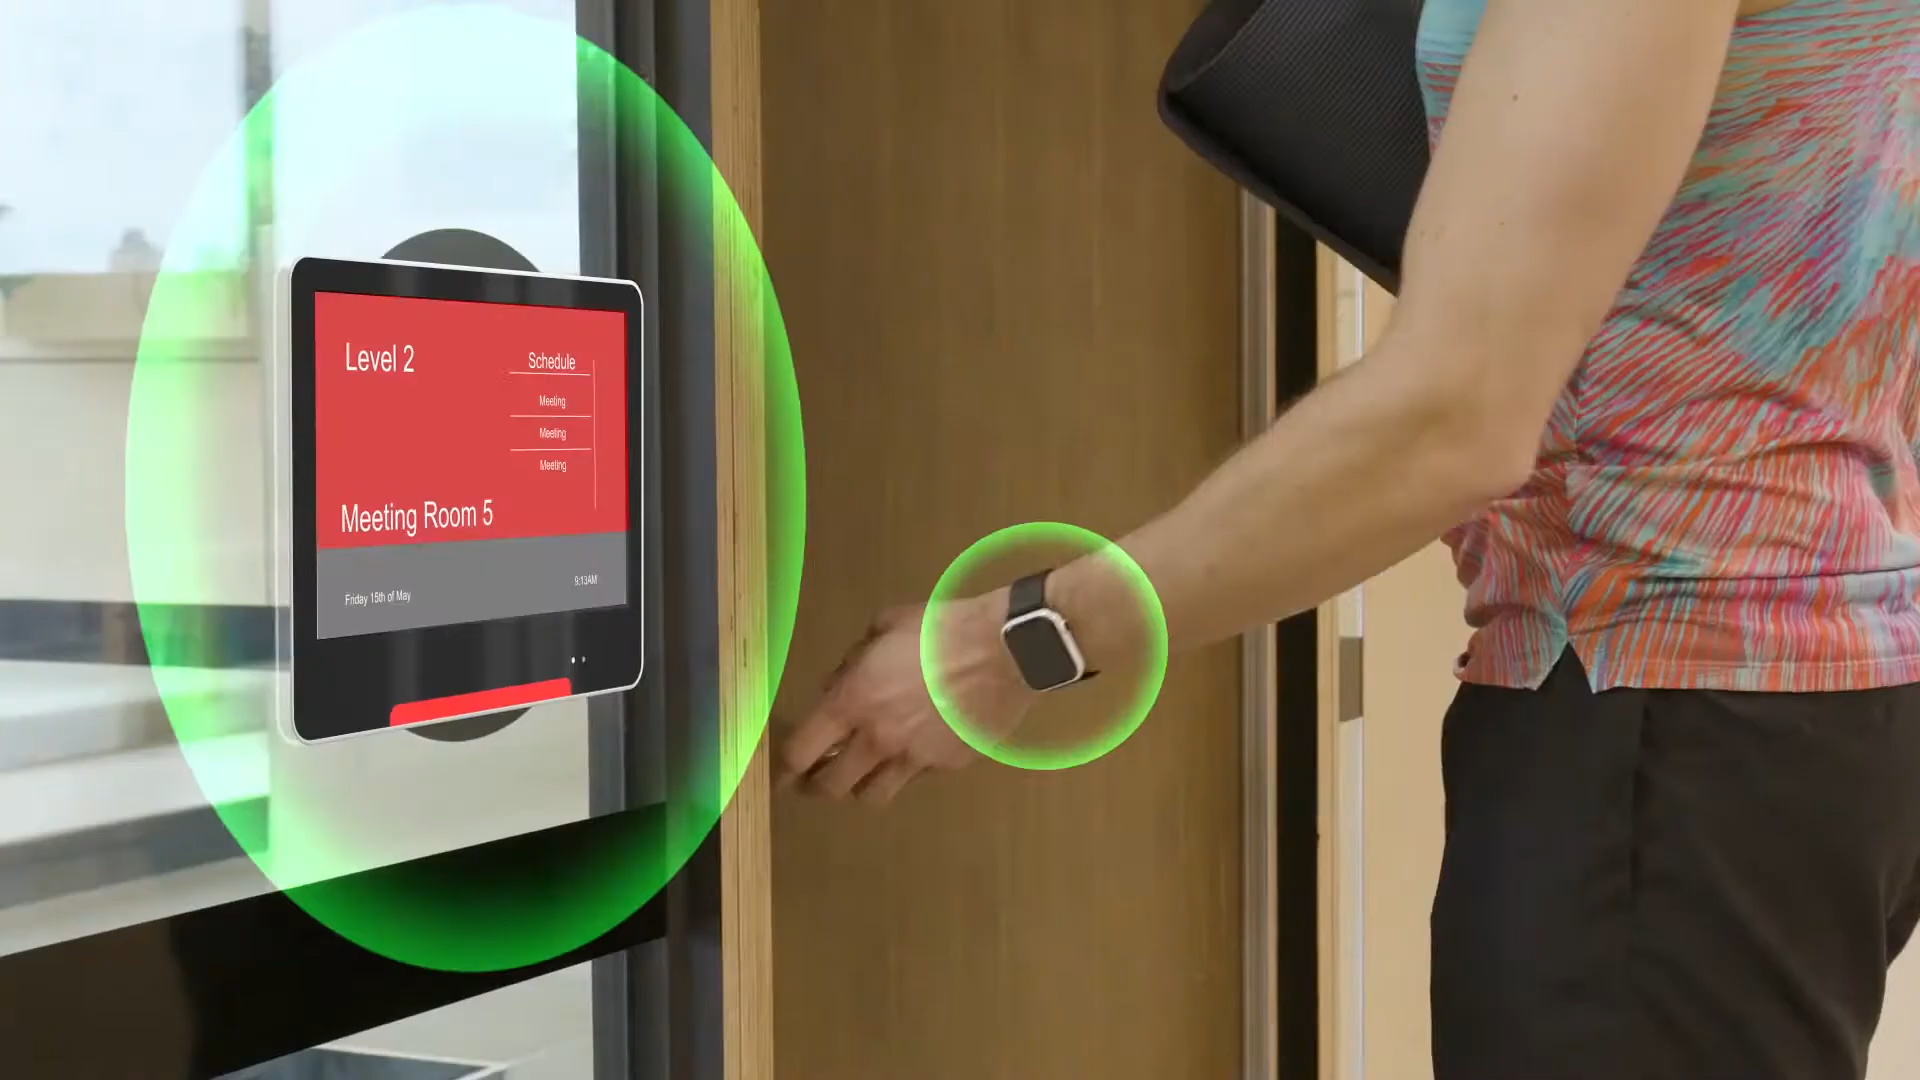 Level 2
Schedule
Meeting
Meeting
Meeting
Meeting Room 5
9:13AM
Friday 15th of May